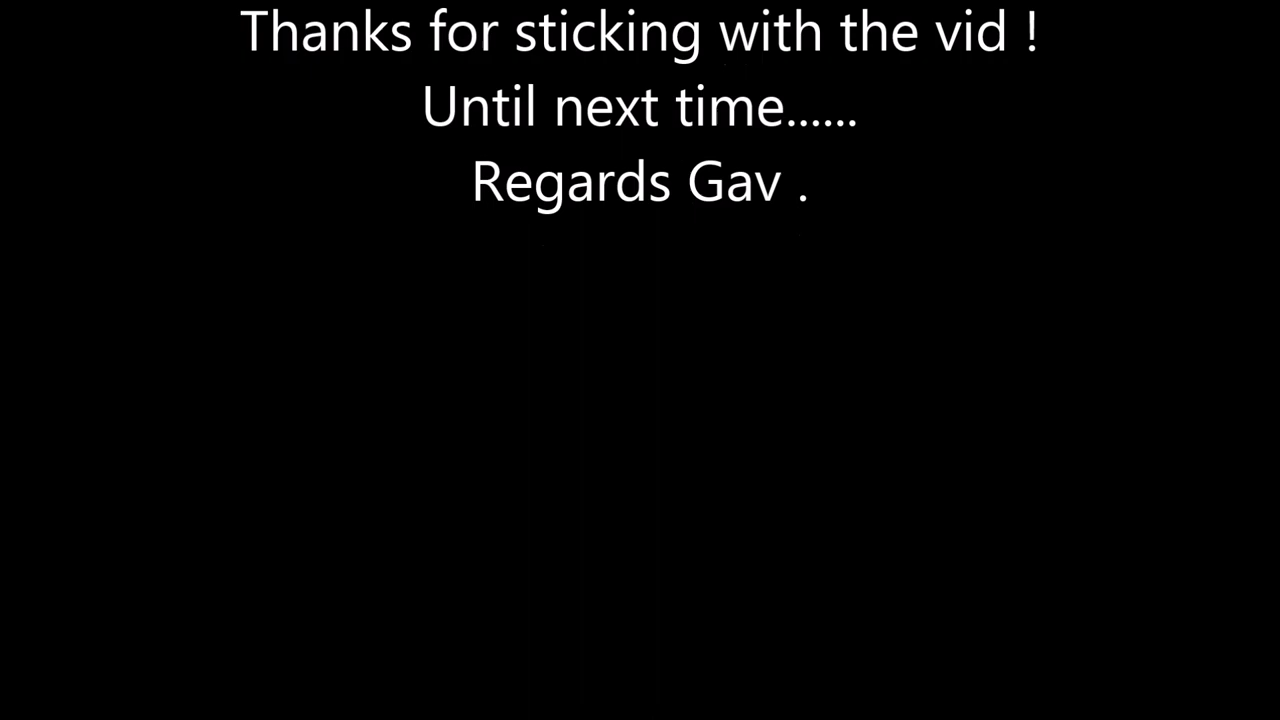 Thanks for sticking with the vid !
Until next time......
Regards Gav .